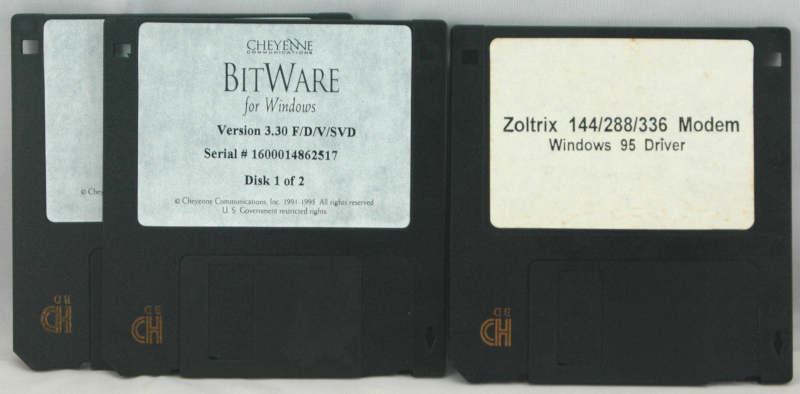 © Chey
HD
CHEYENNE
COMMUNICATIONS
BITWARE
for Windows
Version 3.30 F/D/V/SVD
Serial # 1600014862517
Disk 1 of 2
© Cheyenne Communications, Inc. 1991-1995 All rights reserved
U.S. Government restricted rights
HD
Zoltrix 144/288/336 Modem
Windows 95 Driver
HD